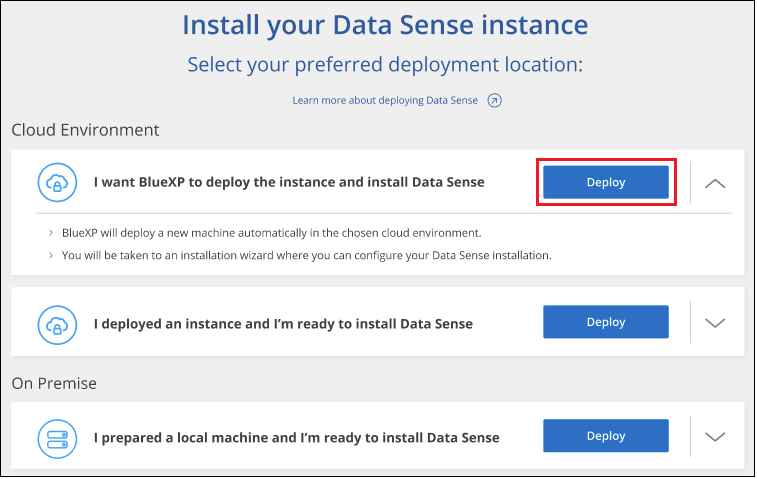 Install your Data Sense instance
Select your preferred deployment location:
Learn more about deploying Data Sense
Cloud Environment
I want BlueXP to deploy the instance and install Data Sense
Deploy
BlueXP will deploy a new machine automatically in the chosen cloud environment.
You will be taken to an installation wizard where you can configure your Data Sense installation.
I deployed an instance and I’m ready to install Data Sense
Deploy
On Premise
I prepared a local machine and I’m ready to install Data Sense
Deploy